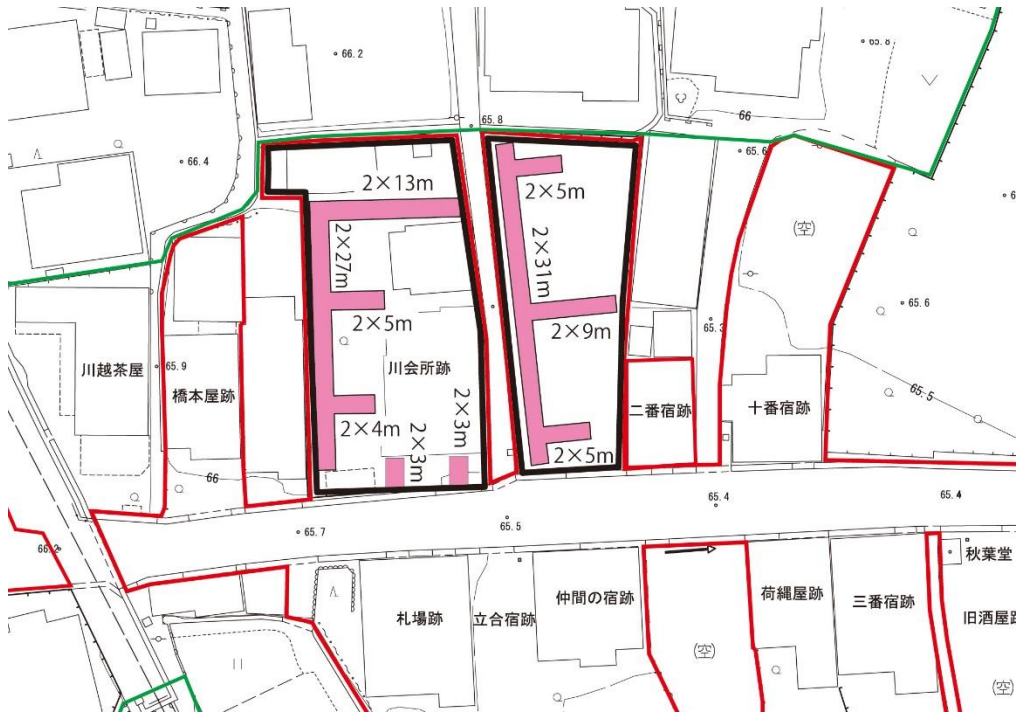 66.2
65.8
66
65.8
66.4
65.6
2×13m
2×5m
(空)
2×27m
2×31m
65.6
2×5m
2×9m
65.3
川越茶屋
65.9
橋本屋跡
川会所跡
二番宿跡
十番宿跡
65.5
2×4m
2×3m
2×3m
2×5m
66
65.7
65.5
65.4
65.4
66.2
札場跡
立合宿跡
仲間の宿跡
荷縄屋跡
三番宿跡
秋葉堂
旧酒屋跡
(空)
(空)